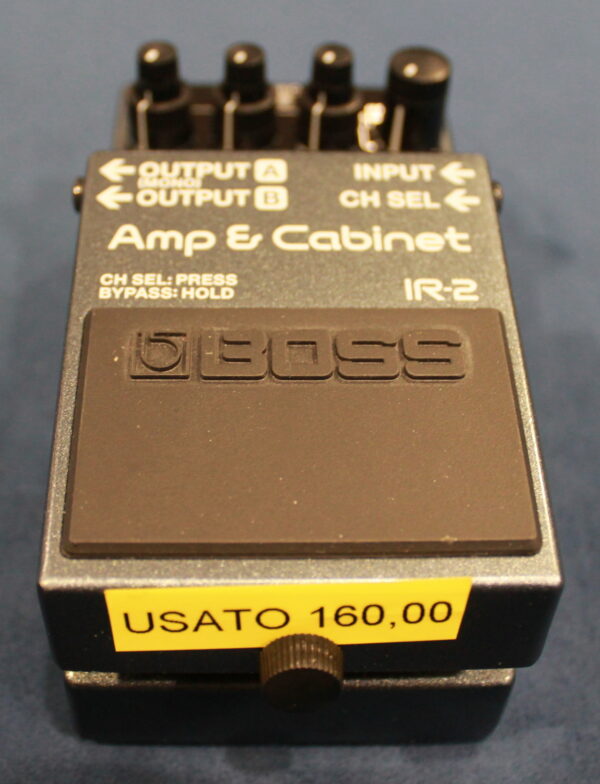 ← OUTPUT A INPUT ←
(MONO)
← OUTPUT B CH SEL ←
Amp & Cabinet
CH SEL: PRESS
BYPASS: HOLD
IR-2
BOSS
USATO 160,00